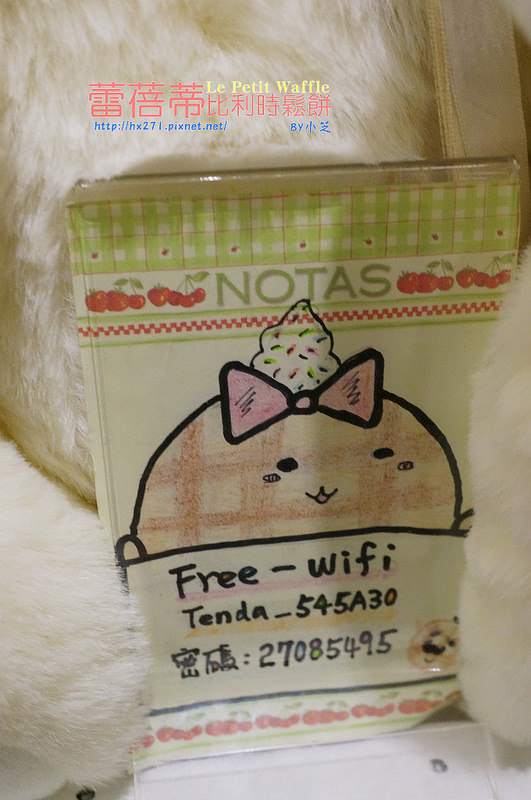 Le Petit Waffle
蕾蓓蒂比利時鬆餅
http://hx271.pixnet.net/ BY小芝
NOTAS
Free-wifi
Tenda_545A30
密碼:27085495